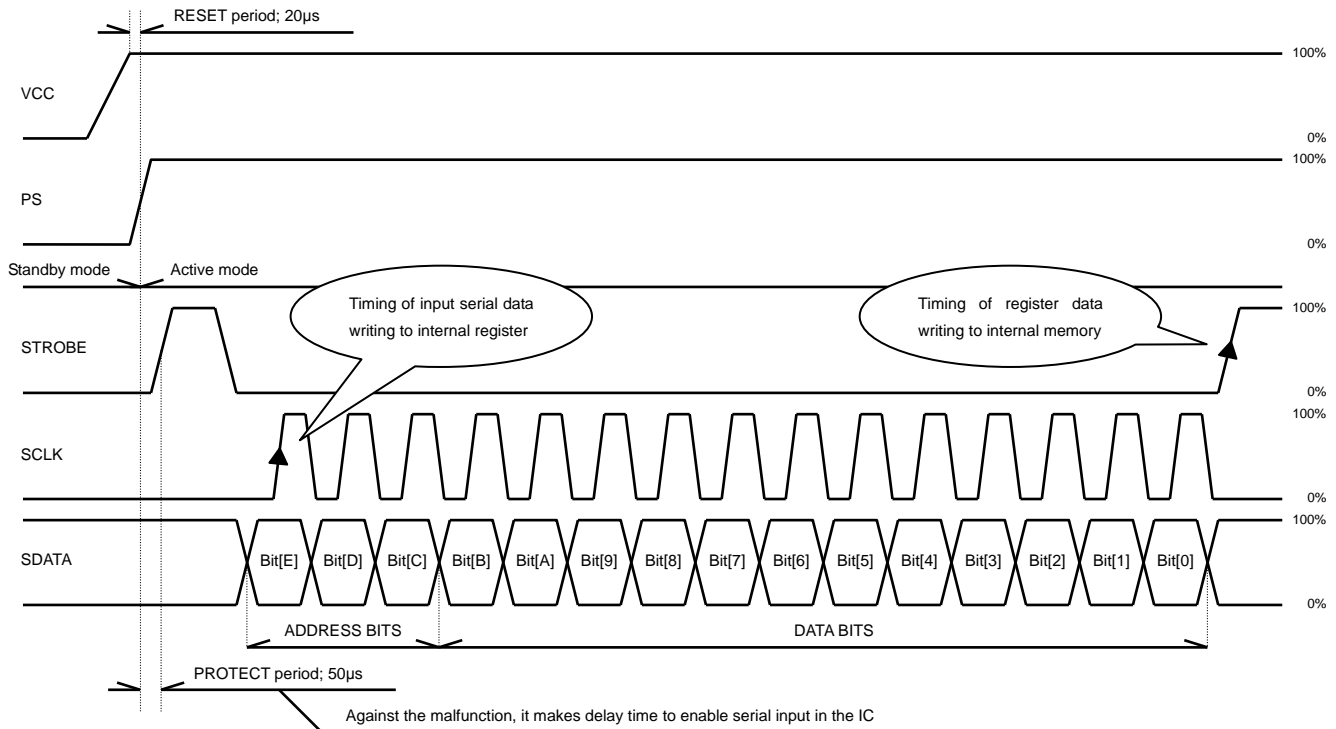 RESET period; 20μs
100%
VCC
0%
100%
PS
0%
Standby mode
Active mode
Timing of input serial data
writing to internal register
Timing of register data
writing to internal memory
100%
STROBE
0%
100%
SCLK
0%
100%
SDATA
Bit[E] Bit[D] Bit[C] Bit[B] Bit[A] Bit[9] Bit[8] Bit[7] Bit[6] Bit[5] Bit[4] Bit[3] Bit[2] Bit[1] Bit[0]
0%
ADDRESS BITS
DATA BITS
PROTECT period; 50μs
Against the malfunction, it makes delay time to enable serial input in the IC